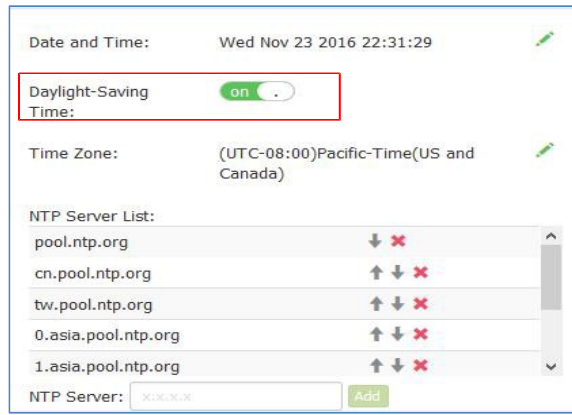 Date and Time: Wed Nov 23 2016 22:31:29
Daylight-Saving on .
Time:
Time Zone: (UTC-08:00)Pacific-Time(US and
Canada)
NTP Server List:
pool.ntp.org
cn.pool.ntp.org
tw.pool.ntp.org
0.asia.pool.ntp.org
1.asia.pool.ntp.org
NTP Server: x.x.x.x Add